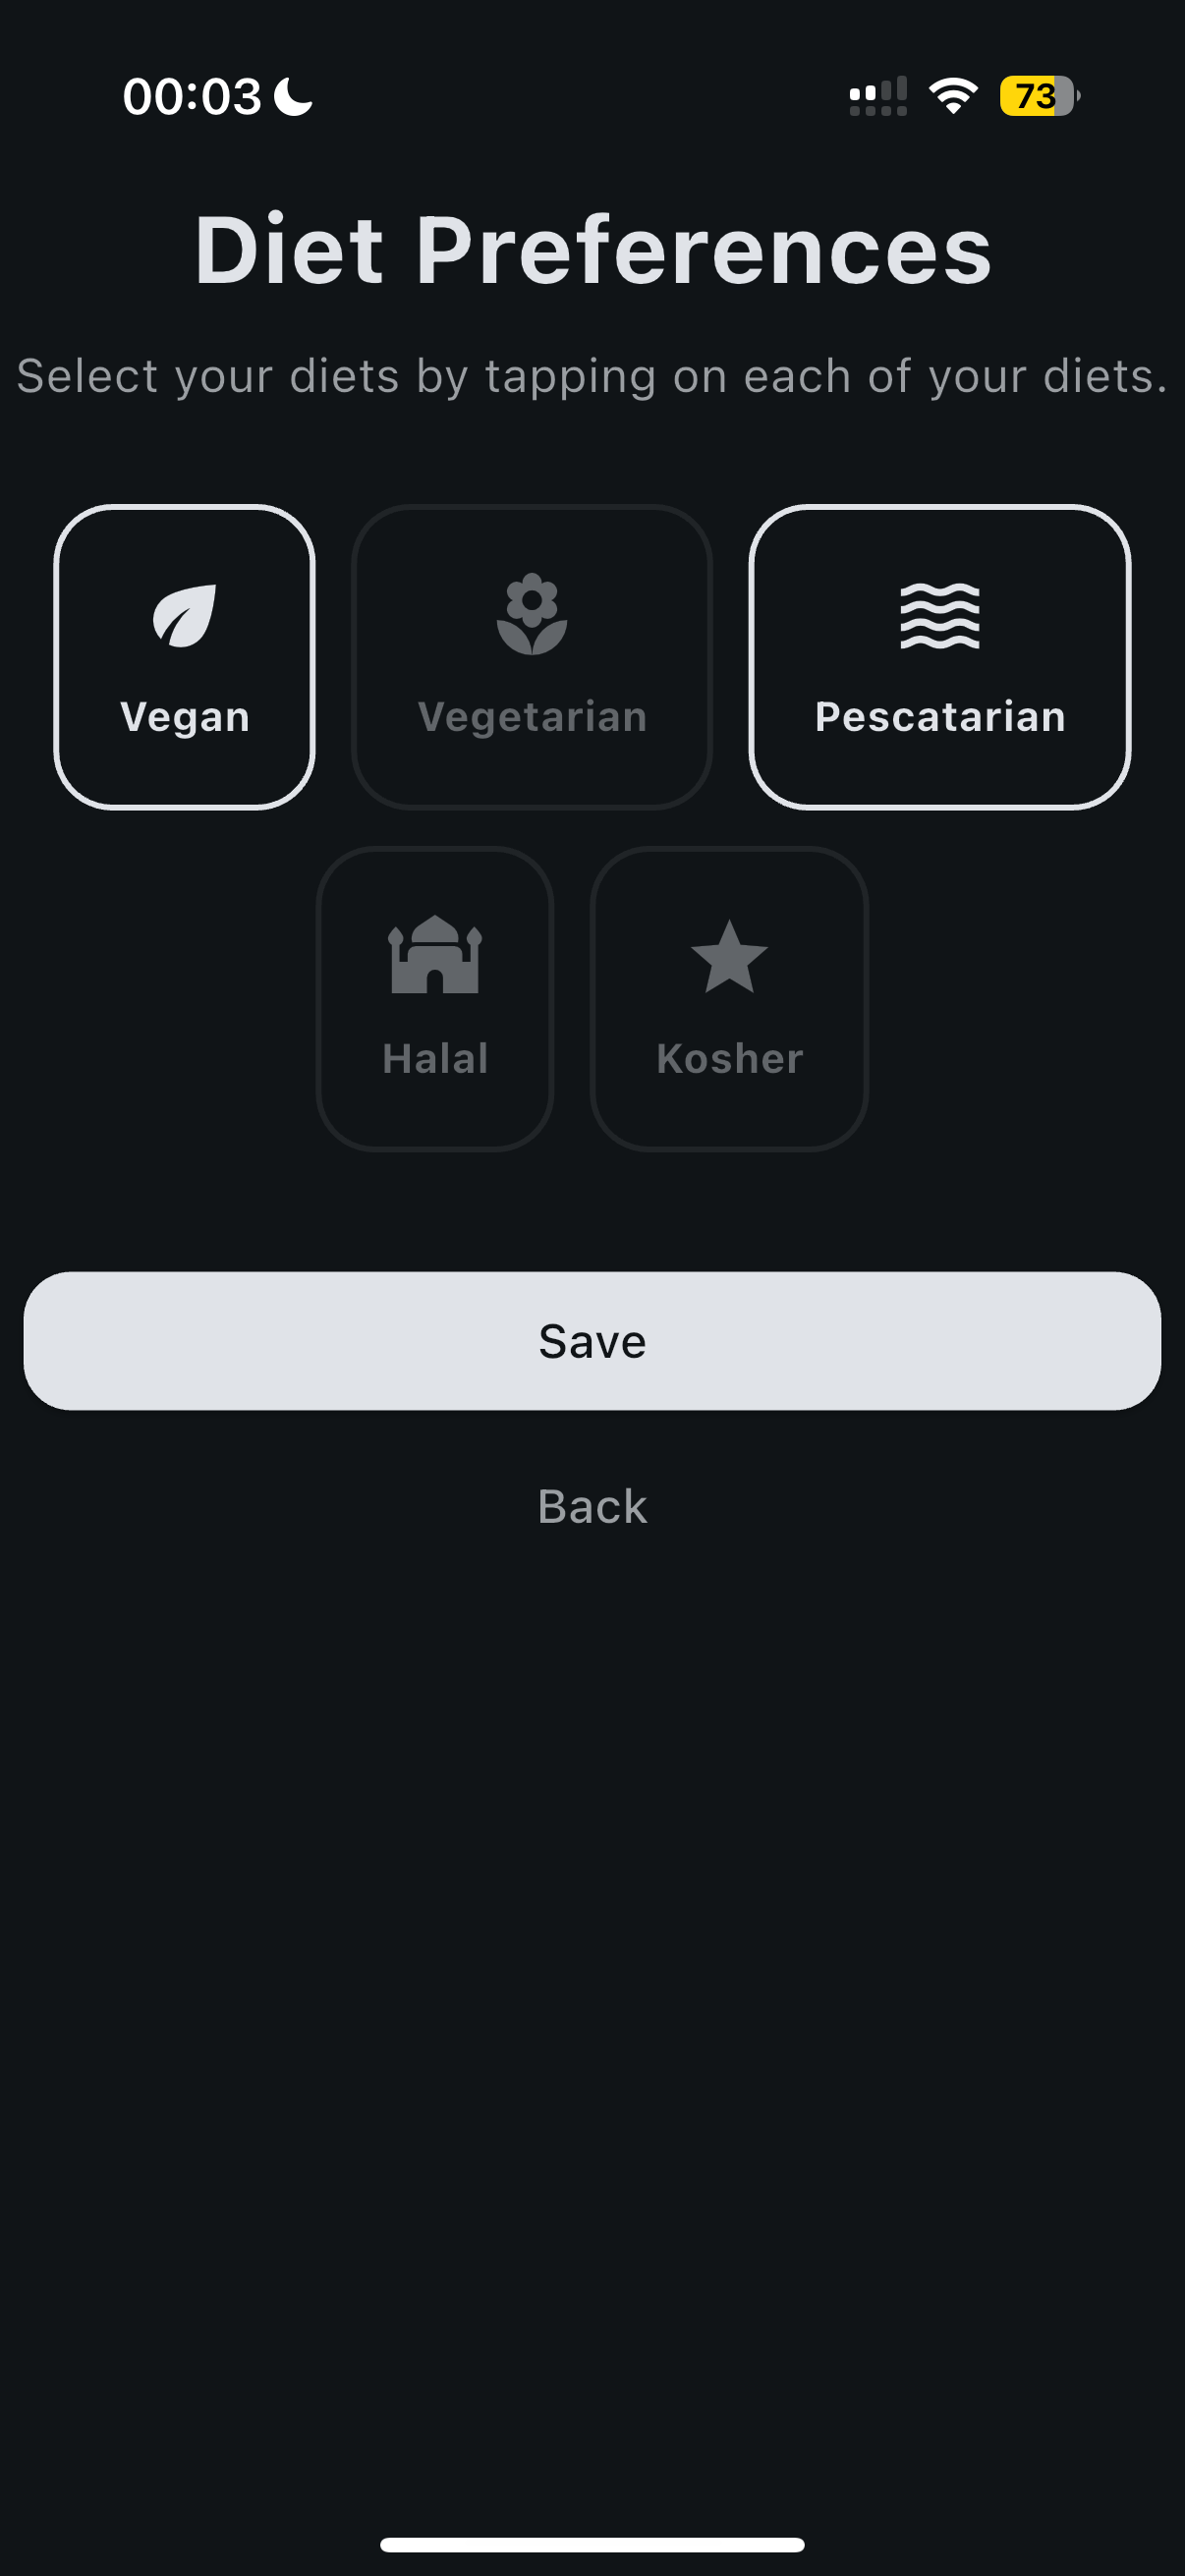 00:03
73
Diet Preferences
Select your diets by tapping on each of your diets.
Vegan
Vegetarian
Pescatarian
Halal
Kosher
Save
Back